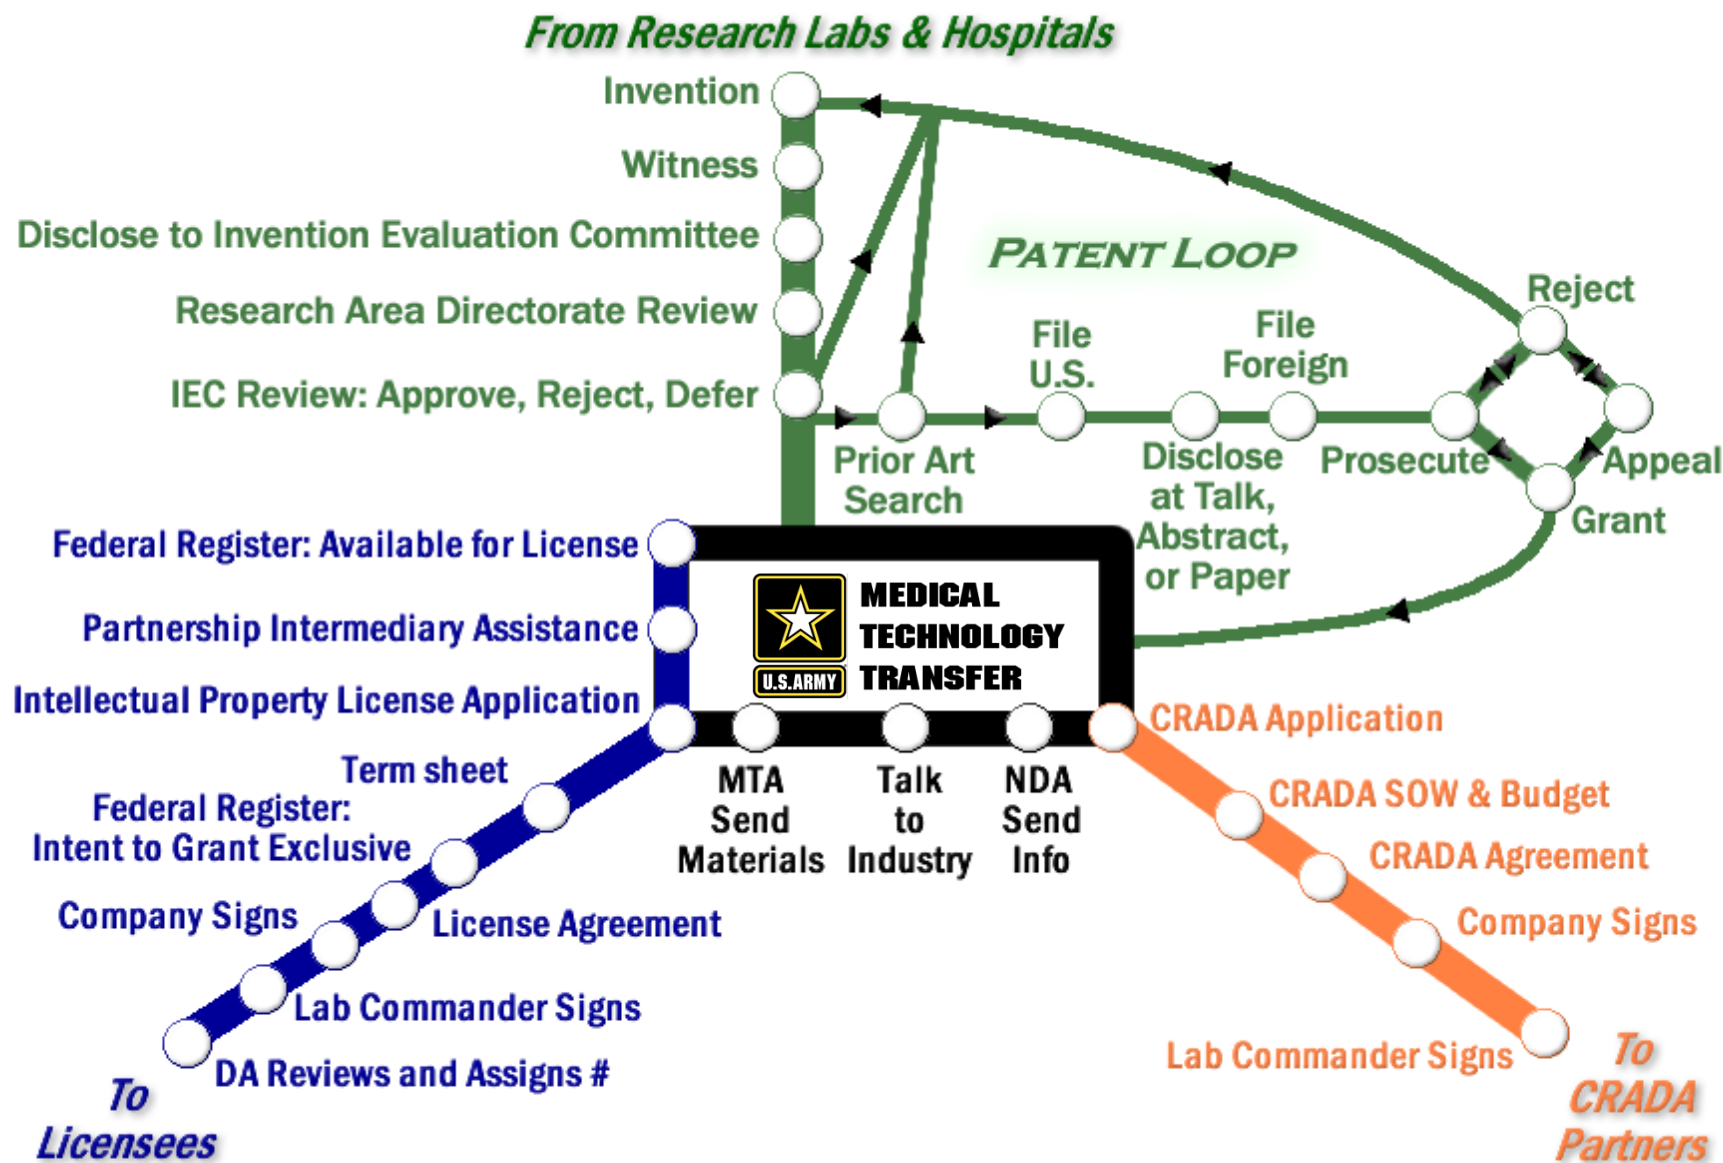 From Research Labs & Hospitals
Invention
Witness
Disclose to Invention Evaluation Committee
Research Area Directorate Review
IEC Review: Approve, Reject, Defer
PATENT LOOP
Prior Art
Search
File
U.S.
Disclose
at Talk,
Abstract,
or Paper
File
Foreign
Prosecute
Reject
Appeal
Grant
Federal Register: Available for License
Partnership Intermediary Assistance
Intellectual Property License Application
U.S.ARMY
MEDICAL
TECHNOLOGY
TRANSFER
MTA
Send
Materials
Talk
to
Industry
NDA
Send
Info
Term sheet
Federal Register:
Intent to Grant Exclusive
License Agreement
Company Signs
Lab Commander Signs
DA Reviews and Assigns #
To
Licensees
CRADA Application
CRADA SOW & Budget
CRADA Agreement
Company Signs
Lab Commander Signs
To
CRADA
Partners